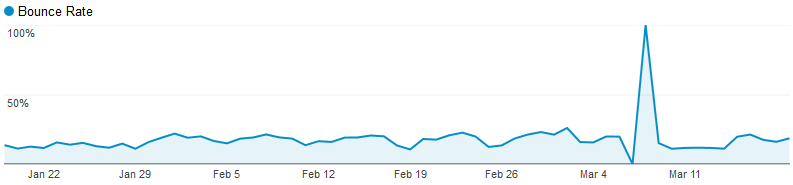 Bounce Rate
100%
50%
Jan 22 Jan 29 Feb 5 Feb 12 Feb 19 Feb 26 Mar 4 Mar 11